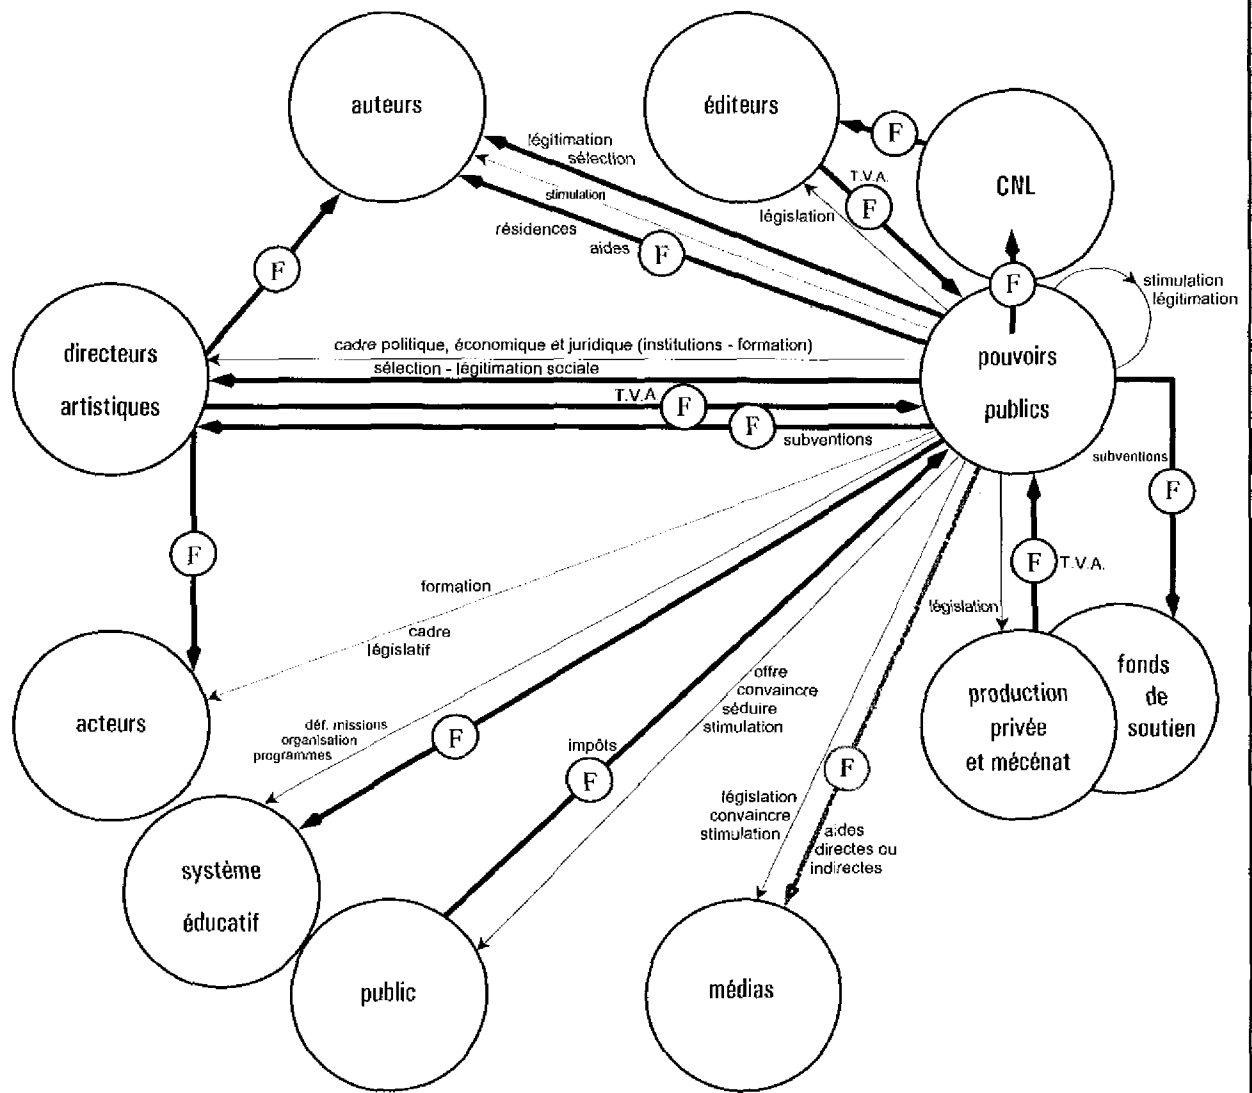 auteurs
éditeurs
CNL
F
légitimation
sélection
T.V.A.
F
stimulation
législation
résidences
aides
F
F
stimulation
légitimation
F
directeurs
artistiques
cadre politique, économique et juridique (institutions - formation)
sélection - légitimation sociale
pouvoirs
publics
T.V.A
F
F
subventions
subventions
F
F
F
T.V.A.
formation
législation
cadre
législatif
acteurs
offre
convaincre
séduire
stimulation
fonds
de
soutien
production
privée
et mécénat
déf. missions
organisation
programmes
F
impôts
F
F
législation
convaincre
stimulation
aides
directes ou
indirectes
système
éducatif
public
médias